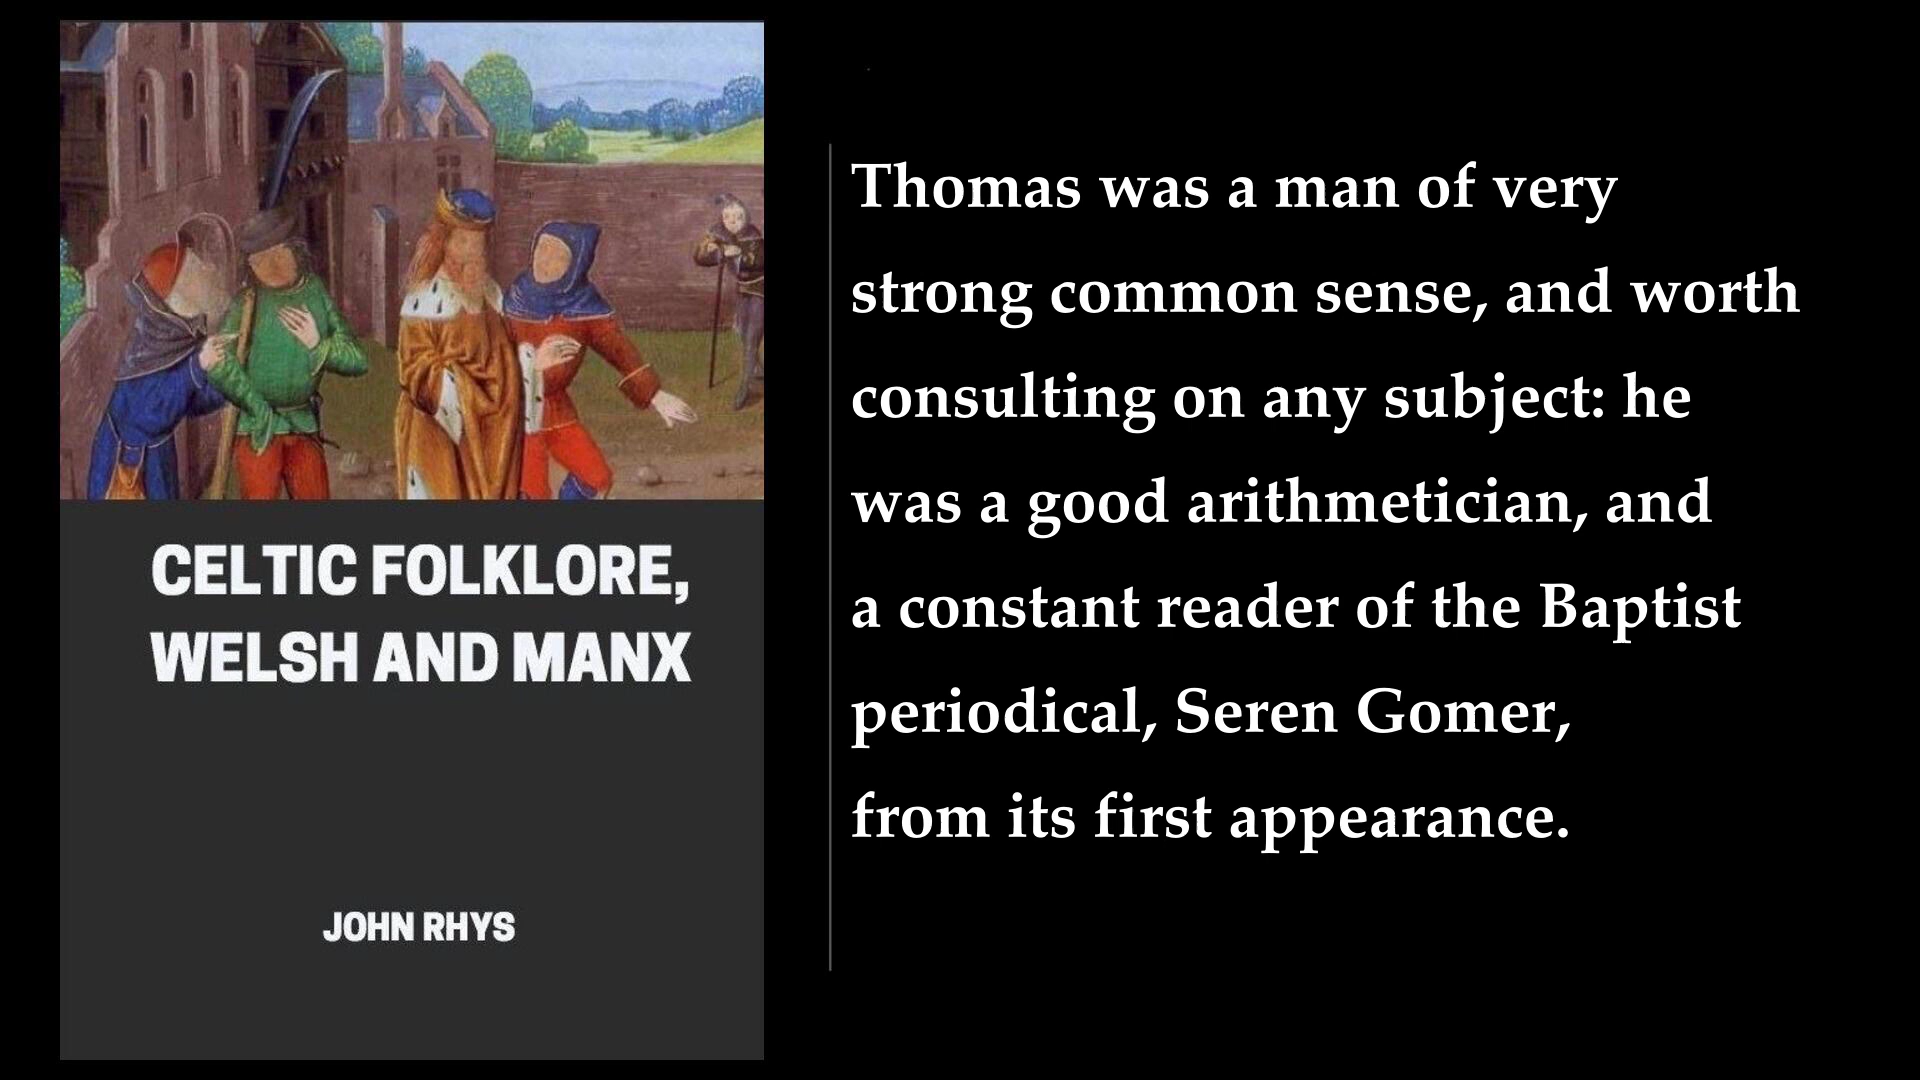 CELTIC FOLKLORE,
WELSH AND MANX
JOHN RHYS
Thomas was a man of very
strong common sense, and worth
consulting on any subject: he
was a good arithmetician, and
a constant reader of the Baptist
periodical, Seren Gomer,
from its first appearance.